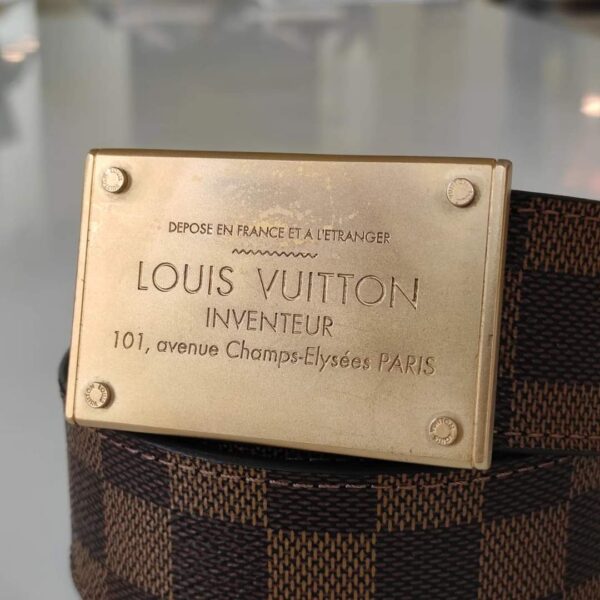 DEPOSE EN FRANCE ET A L'ETRANGER
LOUIS VUITTON
INVENTEUR
101, avenue Champs-Elysées PARIS